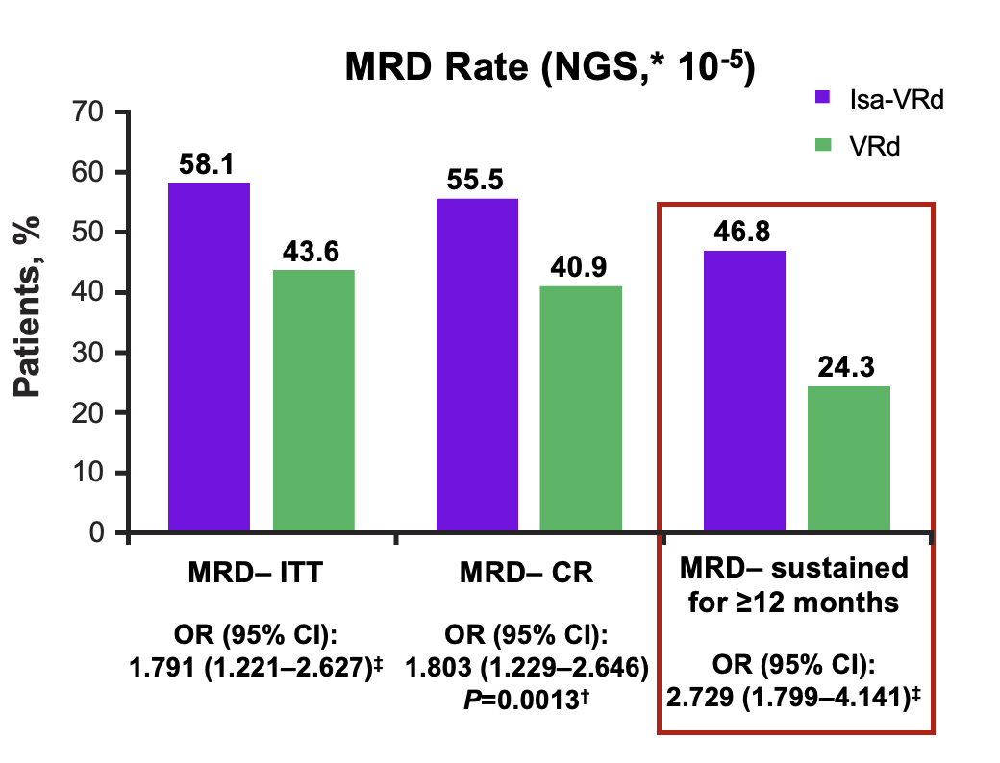 MRD Rate (NGS,* 10⁻⁵)
Isa-VRd
VRd
Patients, %
70
60
50
40
30
20
10
0
58.1
43.6
55.5
40.9
46.8
24.3
MRD– ITT
OR (95% CI):
1.791 (1.221–2.627)‡
MRD– CR
OR (95% CI):
1.803 (1.229–2.646)
P=0.0013†
MRD– sustained
for ≥12 months
OR (95% CI):
2.729 (1.799–4.141)‡